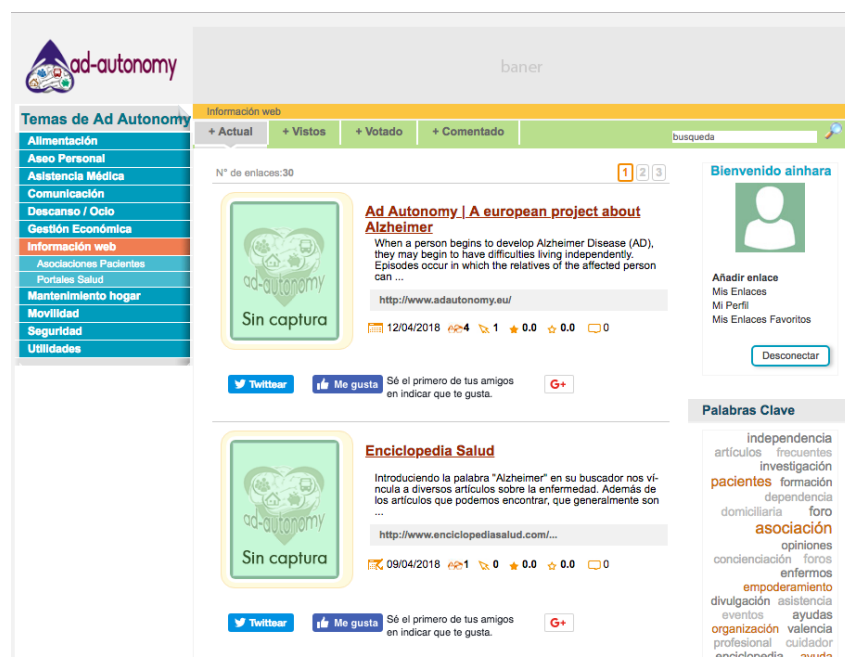 ad-autonomy
baner
Información web
Temas de Ad Autonomy
Alimentación
Aseo Personal
Asistencia Médica
Comunicación
Descanso / Ocio
Gestión Económica
Información web
Asociaciones Pacientes
Portales Salud
Mantenimiento hogar
Movilidad
Seguridad
Utilidades
+ Actual
+ Vistos
+ Votado
+ Comentado
busqueda
N° de enlaces:30
1 2 3
ad-autonomy
Sin captura
Ad Autonomy | A european project about
Alzheimer
When a person begins to develop Alzheimer Disease (AD),
they may begin to have difficulties living independently.
Episodes occur in which the relatives of the affected person
can ...
http://www.adautonomy.eu/
12/04/2018 4 1 0.0 0.0 0
Twittear
Me gusta
Sé el primero de tus amigos
en indicar que te gusta.
G+
ad-autonomy
Sin captura
Enciclopedia Salud
Introduciendo la palabra "Alzheimer" en su buscador nos ví-
ncula a diversos artículos sobre la enfermedad. Además de
los artículos que podemos encontrar, que generalmente son
...
http://www.enciclopediasalud.com/...
09/04/2018 1 0 0.0 0.0 0
Twittear
Me gusta
Sé el primero de tus amigos
en indicar que te gusta.
G+
Bienvenido ainhara
Añadir enlace
Mis Enlaces
Mi Perfil
Mis Enlaces Favoritos
Desconectar
Palabras Clave
independencia
artículos frecuentes
investigación
pacientes formación
dependencia
domiciliaria foro
asociación
opiniones
concienciación foros
enfermos
empoderamiento
divulgación asistencia
eventos ayudas
organización valencia
profesional cuidador
enciclopedia ayuda